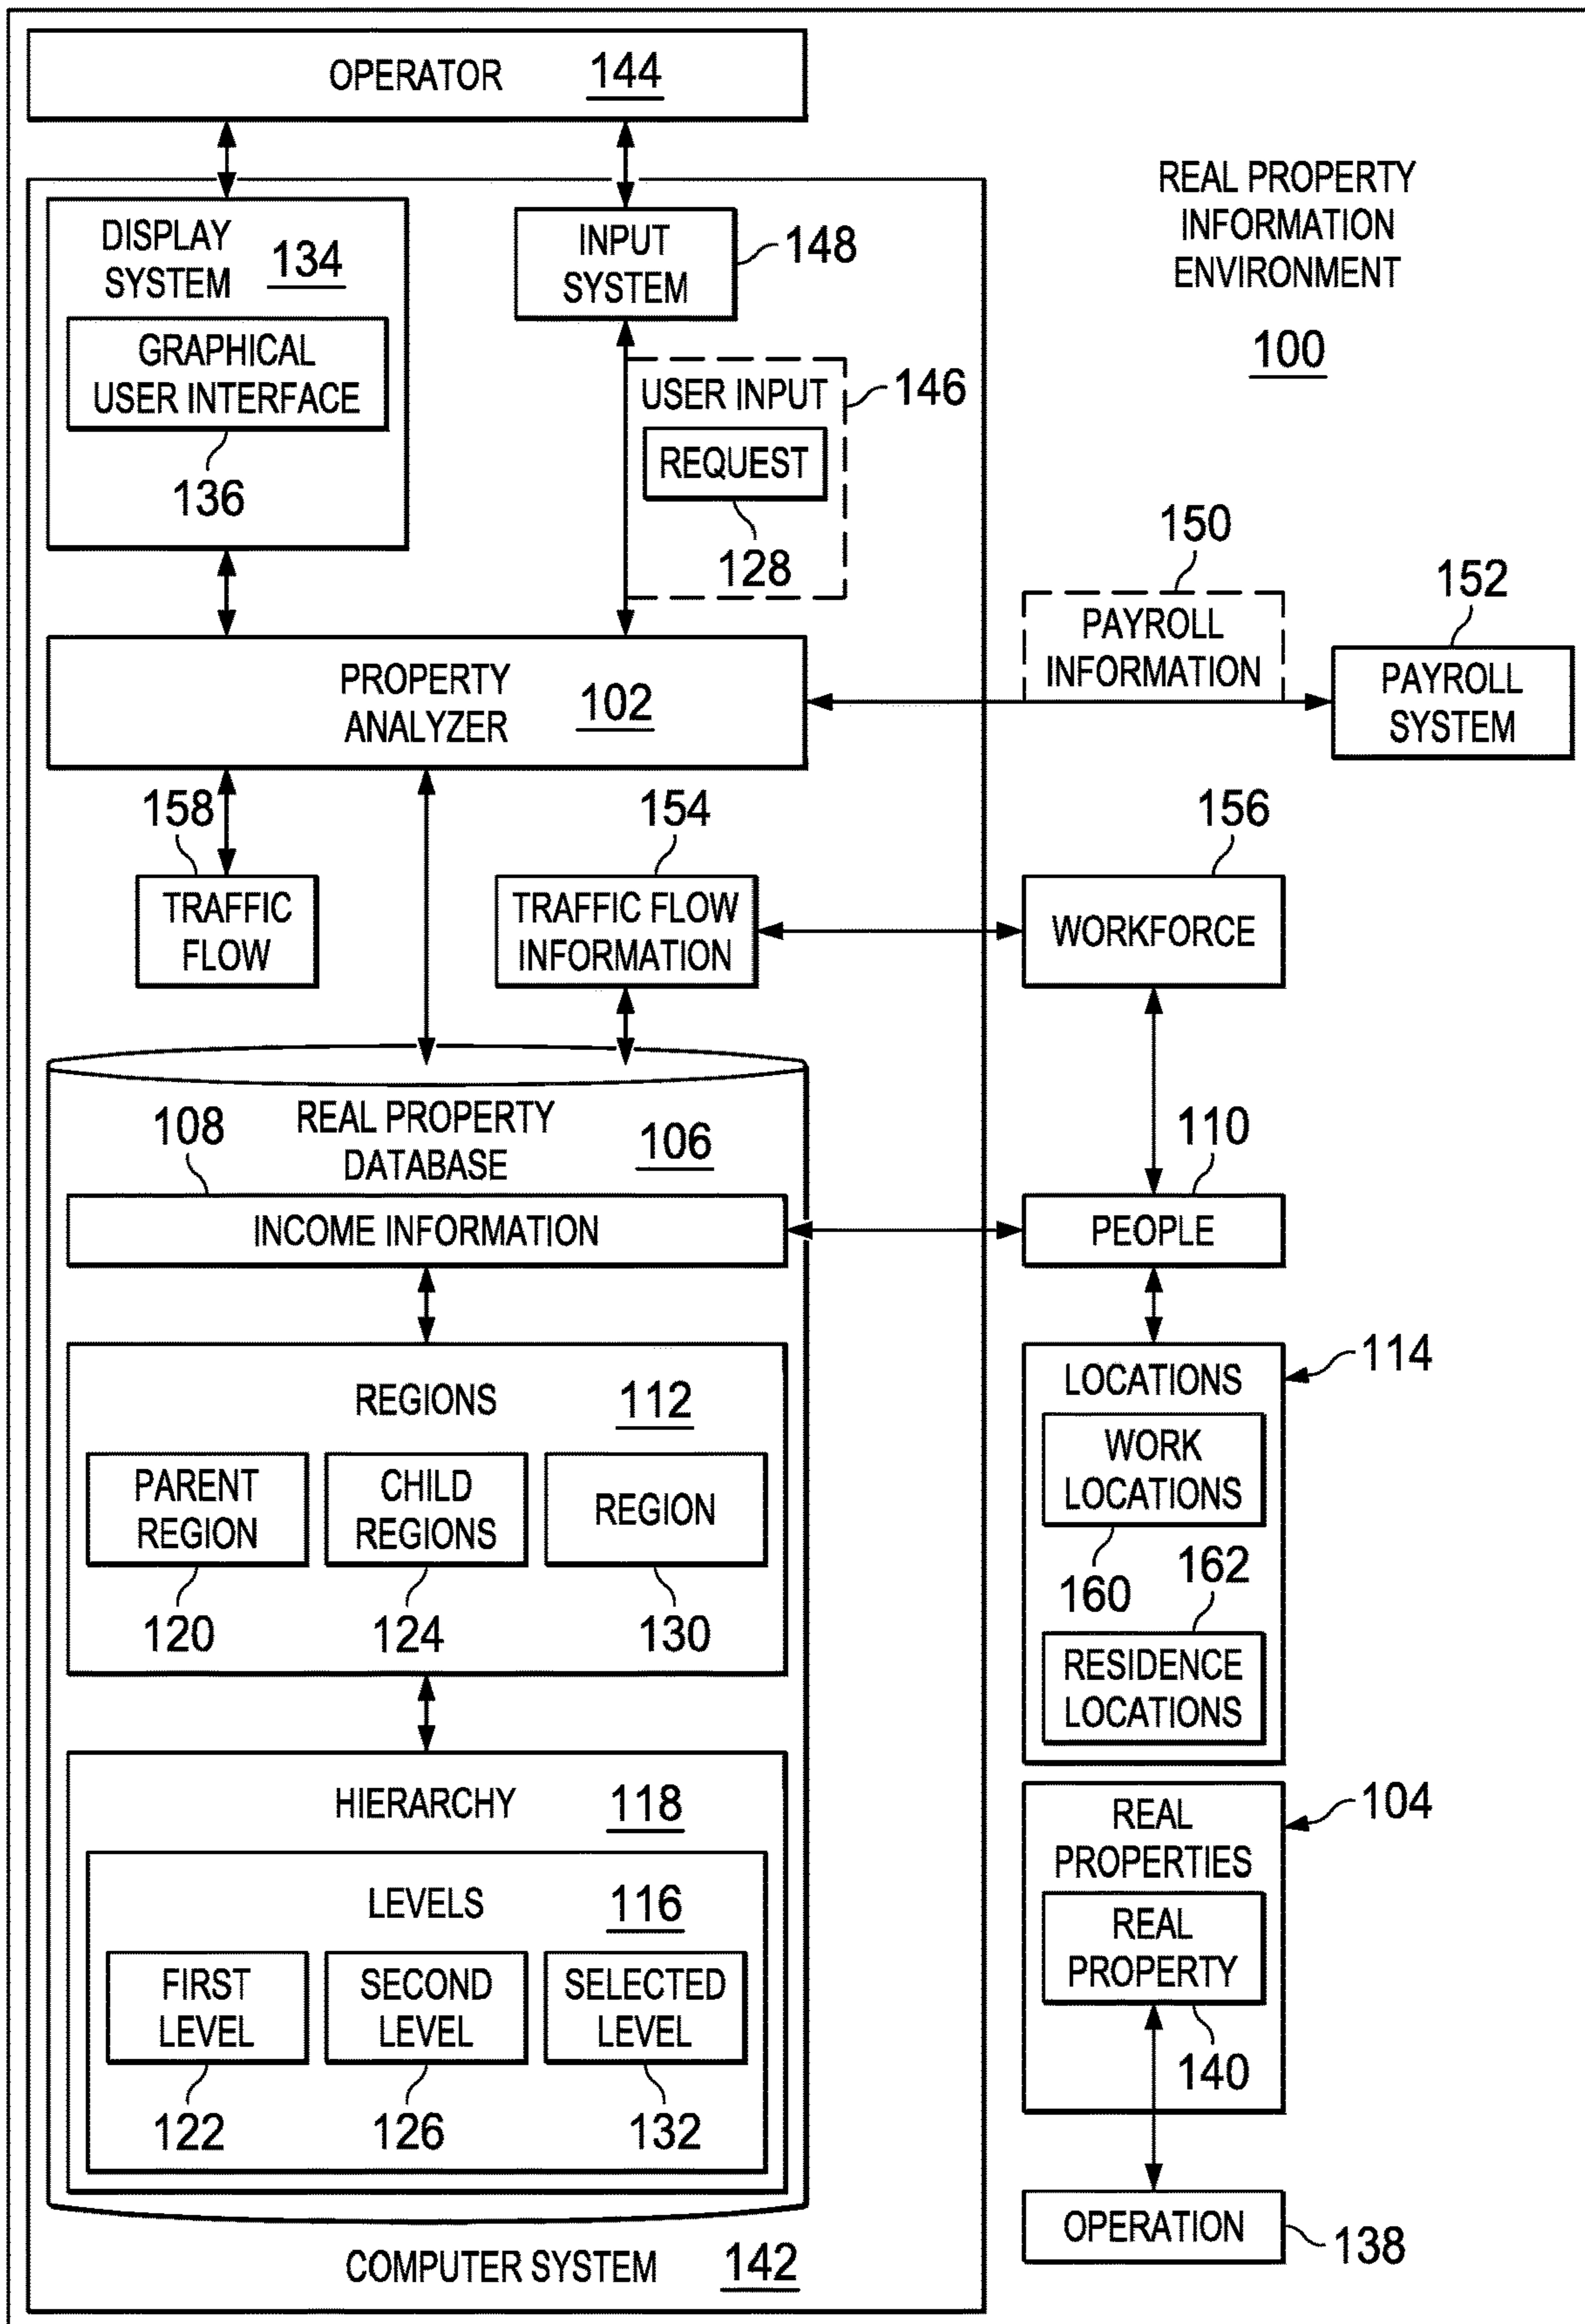 OPERATOR 144
REAL PROPERTY
INFORMATION
ENVIRONMENT
100
DISPLAY
SYSTEM 134
GRAPHICAL
USER INTERFACE
136
INPUT
SYSTEM
148
USER INPUT
146
REQUEST
128
150
PAYROLL
INFORMATION
152
PAYROLL
SYSTEM
PROPERTY
ANALYZER 102
158
TRAFFIC
FLOW
154
TRAFFIC FLOW
INFORMATION
156
WORKFORCE
REAL PROPERTY
DATABASE 106
108
INCOME INFORMATION
110
PEOPLE
REGIONS 112
PARENT
REGION
120
CHILD
REGIONS
124
REGION
130
LOCATIONS
114
WORK
LOCATIONS
160
162
RESIDENCE
LOCATIONS
HIERARCHY 118
LEVELS 116
FIRST
LEVEL
122
SECOND
LEVEL
126
SELECTED
LEVEL
132
REAL
PROPERTIES
104
REAL
PROPERTY
140
OPERATION
138
COMPUTER SYSTEM 142